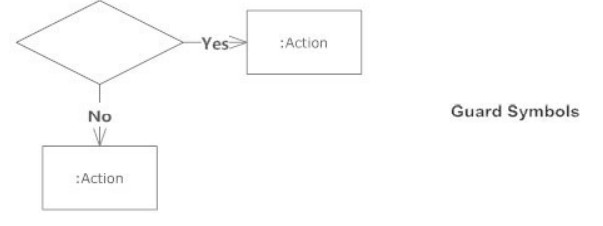 Yes
:Action
Guard Symbols
No
:Action